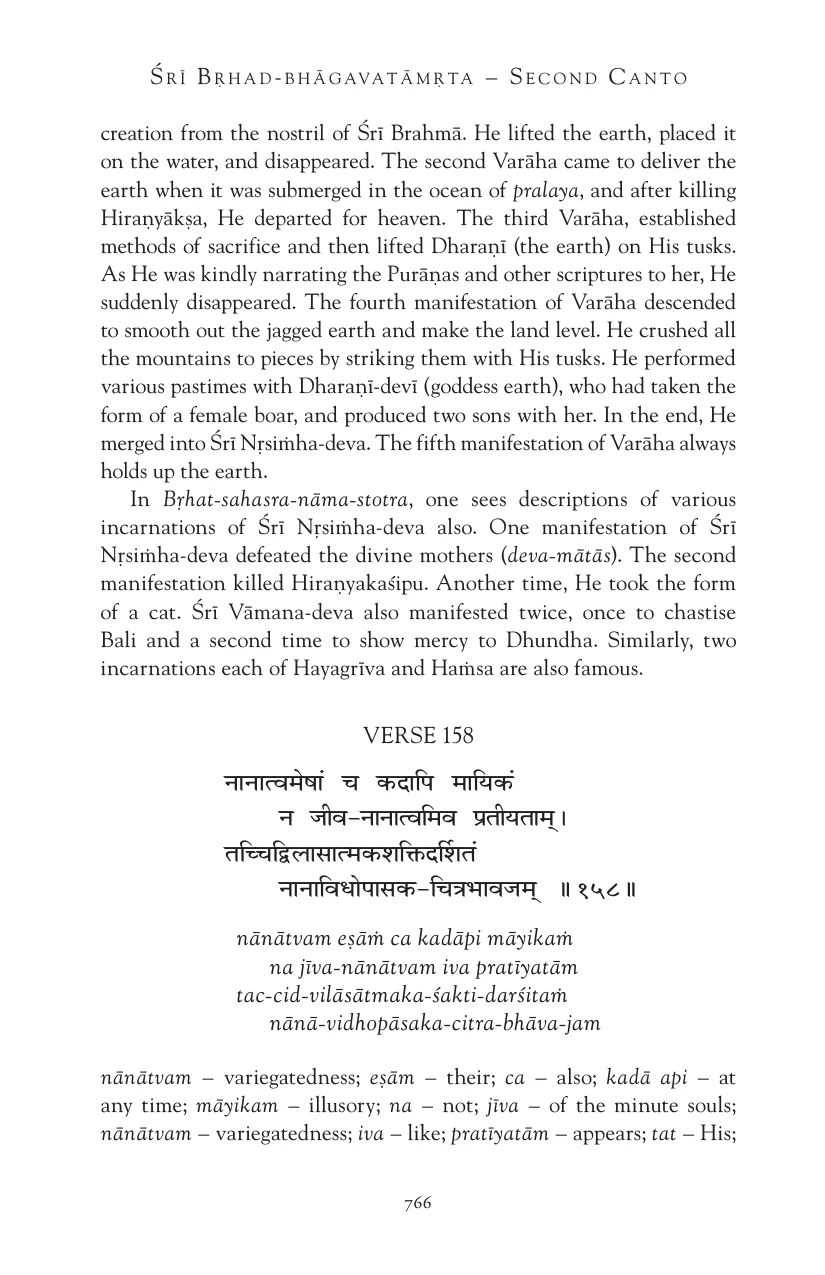 Śrī Bṛhad-bhāgavatāmṛta – Second Canto
creation from the nostril of Śrī Brahmā. He lifted the earth, placed it
on the water, and disappeared. The second Varāha came to deliver the
earth when it was submerged in the ocean of pralaya, and after killing
Hiraṇyākṣa, He departed for heaven. The third Varāha, established
methods of sacrifice and then lifted Dharaṇī (the earth) on His tusks.
As He was kindly narrating the Purāṇas and other scriptures to her, He
suddenly disappeared. The fourth manifestation of Varāha descended
to smooth out the jagged earth and make the land level. He crushed all
the mountains to pieces by striking them with His tusks. He performed
various pastimes with Dharaṇī-devī (goddess earth), who had taken the
form of a female boar, and produced two sons with her. In the end, He
merged into Śrī Nṛsiṁha-deva. The fifth manifestation of Varāha always
holds up the earth.
In Bṛhat-sahasra-nāma-stotra, one sees descriptions of various
incarnations of Śrī Nṛsiṁha-deva also. One manifestation of Śrī
Nṛsiṁha-deva defeated the divine mothers (deva-mātās). The second
manifestation killed Hiraṇyakaśipu. Another time, He took the form
of a cat. Śrī Vāmana-deva also manifested twice, once to chastise
Bali and a second time to show mercy to Dhundha. Similarly, two
incarnations each of Hayagrīva and Haṁsa are also famous.
VERSE 158
नानात्वमेषां च कदापि मायिकं
न जीव–नानात्वमिव प्रतीयताम्।
तच्चिद्विलासात्मकशक्तिदर्शितं
नानाविधोपासक–चित्रभावजम् ॥१५८॥
nānātvam eṣāṁ ca kadāpi māyikaṁ
na jīva-nānātvam iva pratīyatām
tac-cid-vilāsātmaka-śakti-darśitaṁ
nānā-vidhopāsaka-citra-bhāva-jam
nānātvam – variegatedness; eṣām – their; ca – also; kadā api – at
any time; māyikam – illusory; na – not; jīva – of the minute souls;
nānātvam – variegatedness; iva – like; pratīyatām – appears; tat – His;
766